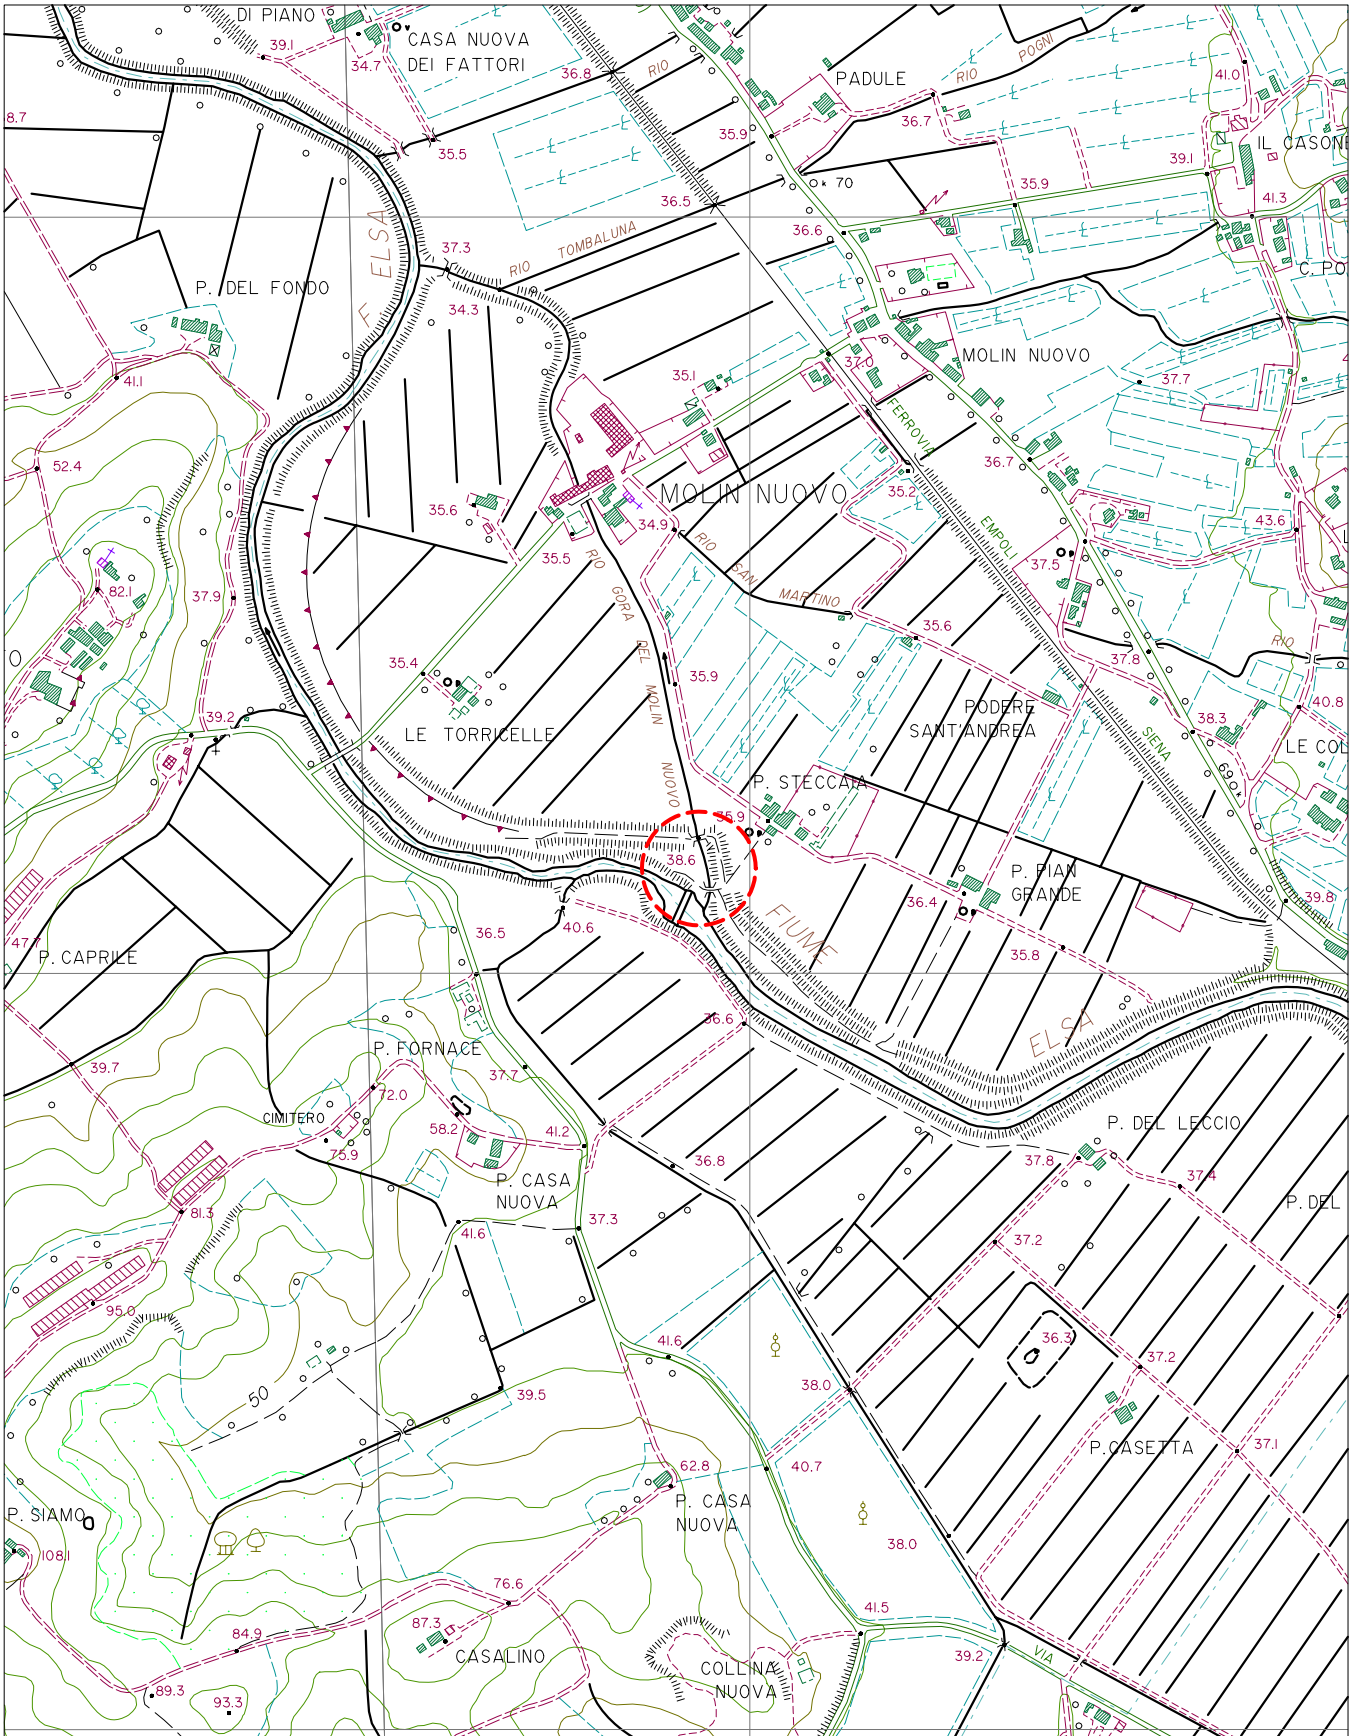 DI PIANO
39.1
34.7
CASA NUOVA
DEI FATTORI
36.8
RIO
PADULE
RIO POGNI
41.0
38.7
35.5
35.9
36.7
IL CASONE
39.1
35.9
70
36.5
41.3
36.6
F. ELSA
37.3
RIO TOMBALUNA
P. DEL FONDO
34.3
C. PO
37.0
MOLIN NUOVO
41.1
35.1
37.7
FERROVIA
52.4
36.7
35.2
MOLIN NUOVO
35.6
34.9
EMPOLI
43.6
35.5
RIO
RIO SAN MARTINO
37.5
82.1
37.9
GORA DEL MOLIN NUOVO
35.6
RIO
O
35.4
35.9
37.8
40.8
39.2
LE TORRICELLE
PODERE
SANT'ANDREA
38.3
SIENA
LE COL
P. STECCAIA
69
35.9
38.6
P. PIAN
GRANDE
36.4
39.8
FIUME
47.7
P. CAPRILE
36.5
40.6
35.8
36.6
ELSA
P. FORNACE
39.7
37.7
72.0
CIMITERO
58.2
41.2
75.9
P. DEL LECCIO
36.8
37.8
37.4
P. CASA
NUOVA
P. DEL
81.3
41.6
37.3
37.2
95.0
36.3
41.6
37.2
50
39.5
38.0
P. CASETTA
37.1
62.8
40.7
P. CASA
NUOVA
P. SIAMO
38.0
108.1
76.6
87.3
41.5
84.9
CASALINO
39.2
VIA
COLLINA
NUOVA
89.3
93.3